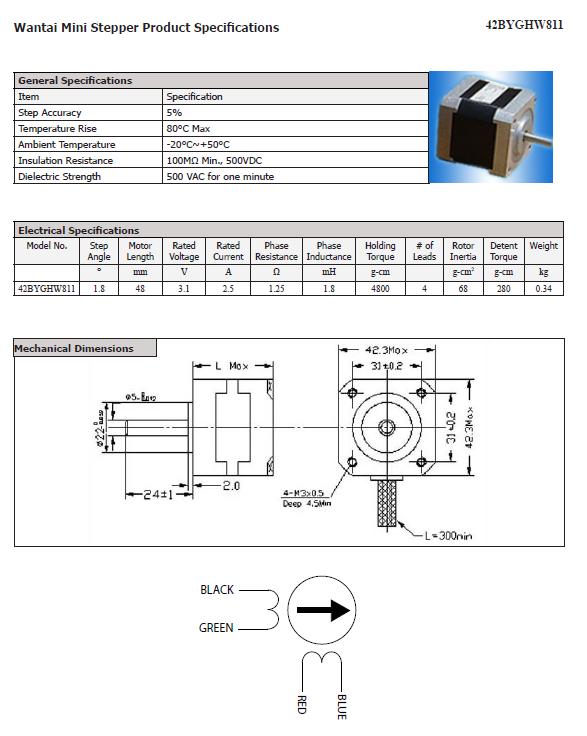 Wantai Mini Stepper Product Specifications 42BYGHW811
General Specifications
Item Specification
Step Accuracy 5%
Temperature Rise 80°C Max
Ambient Temperature -20°C~+50°C
Insulation Resistance 100MΩ Min., 500VDC
Dielectric Strength 500 VAC for one minute
Electrical Specifications
Model No. Step Motor Rated Rated Phase Phase Holding # of Rotor Detent Weight
Angle Length Voltage Current Resistance Inductance Torque Leads Inertia Torque
° mm V A Ω mH g-cm g-cm² g-cm kg
42BYGHW811 1.8 48 3.1 2.5 1.25 1.8 4800 4 68 280 0.34
Mechanical Dimensions
42.3Max
L Max 31±0.2
ø5
ø22
31±0.2
42.3Max
24±1
2.0
4-M3x0.5
Deep 4.5Min
L=300min
BLACK
GREEN
RED
BLUE